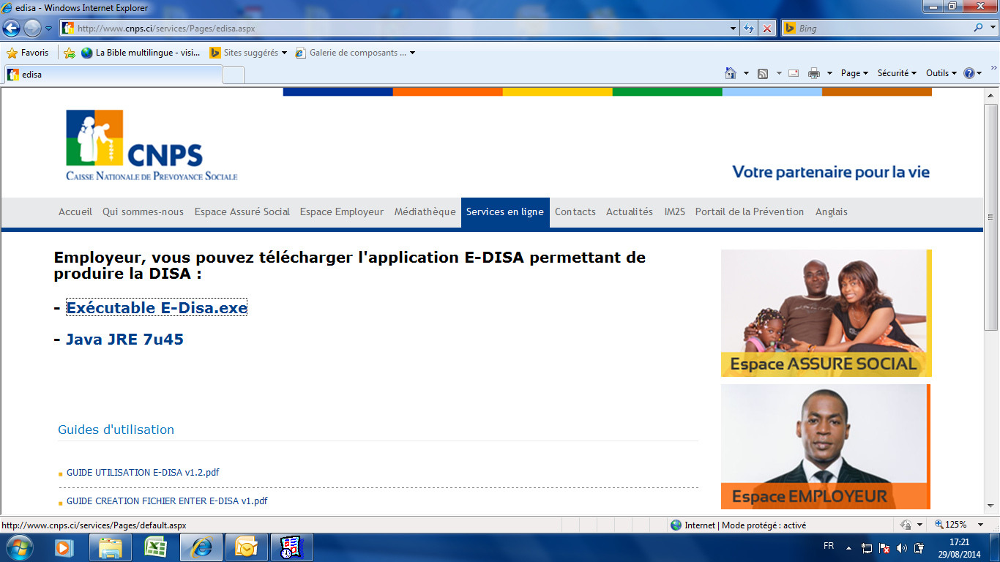 edisa - Windows Internet Explorer
http://www.cnps.ci/services/Pages/edisa.aspx
Bing
Favoris
La Bible multilingue - visi...
Sites suggérés
Galerie de composants ...
edisa
Page
Sécurité
Outils
CNPS
CAISSE NATIONALE DE PREVOYANCE SOCIALE
Votre partenaire pour la vie
Accueil Qui sommes-nous Espace Assuré Social Espace Employeur Médiathèque Services en ligne Contacts Actualités IM2S Portail de la Prévention Anglais
Employeur, vous pouvez télécharger l'application E-DISA permettant de
produire la DISA :
- Exécutable E-Disa.exe
- Java JRE 7u45
Espace ASSURE SOCIAL
Guides d'utilisation
GUIDE UTILISATION E-DISA v1.2.pdf
GUIDE CREATION FICHIER ENTER E-DISA v1.pdf
Espace EMPLOYEUR
http://www.cnps.ci/services/Pages/default.aspx
Internet | Mode protégé : activé
125%
FR
17:21
29/08/2014